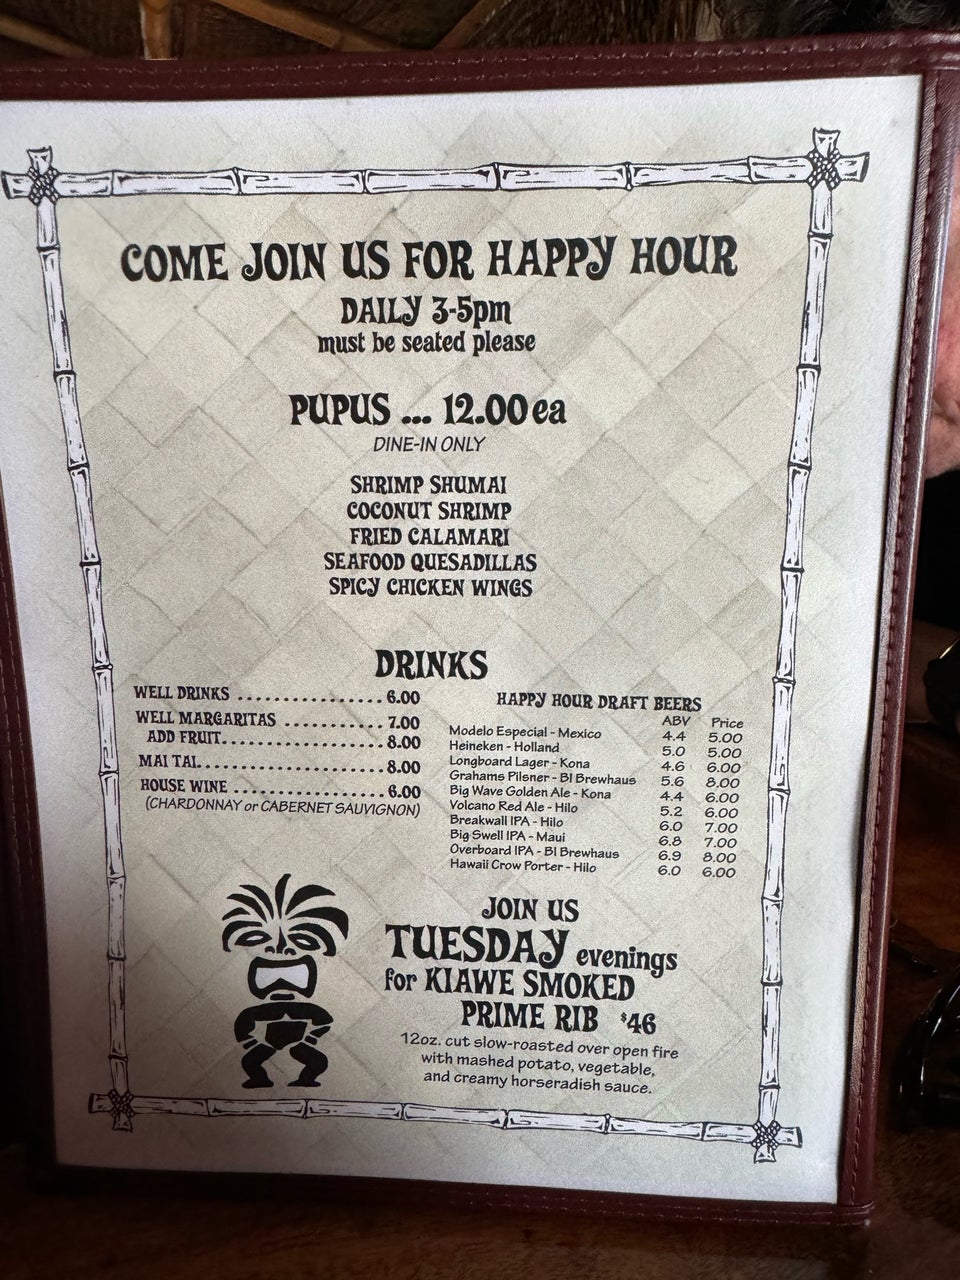 COME JOIN US FOR HAPPY HOUR
DAILY 3-5pm
must be seated please
PUPUS ... 12.00 ea
DINE-IN ONLY
SHRIMP SHUMAI
COCONUT SHRIMP
FRIED CALAMARI
SEAFOOD QUESADILLAS
SPICY CHICKEN WINGS
DRINKS
WELL DRINKS .................. 6.00
WELL MARGARITAS ............. 7.00
ADD FRUIT..................... 8.00
MAI TAI........................ 8.00
HOUSE WINE ................... 6.00
(CHARDONNAY or CABERNET SAUVIGNON)
HAPPY HOUR DRAFT BEERS
ABV Price
Modelo Especial - Mexico 4.4 5.00
Heineken - Holland 5.0 5.00
Longboard Lager - Kona 4.6 6.00
Grahams Pilsner - BI Brewhaus 5.6 8.00
Big Wave Golden Ale - Kona 4.4 6.00
Volcano Red Ale - Hilo 5.2 6.00
Breakwall IPA - Hilo 6.0 7.00
Big Swell IPA - Maui 6.8 7.00
Overboard IPA - BI Brewhaus 6.9 8.00
Hawaii Crow Porter - Hilo 6.0 6.00
JOIN US
TUESDAY evenings
for KIAWE SMOKED
PRIME RIB $46
12oz. cut slow-roasted over open fire
with mashed potato, vegetable,
and creamy horseradish sauce.